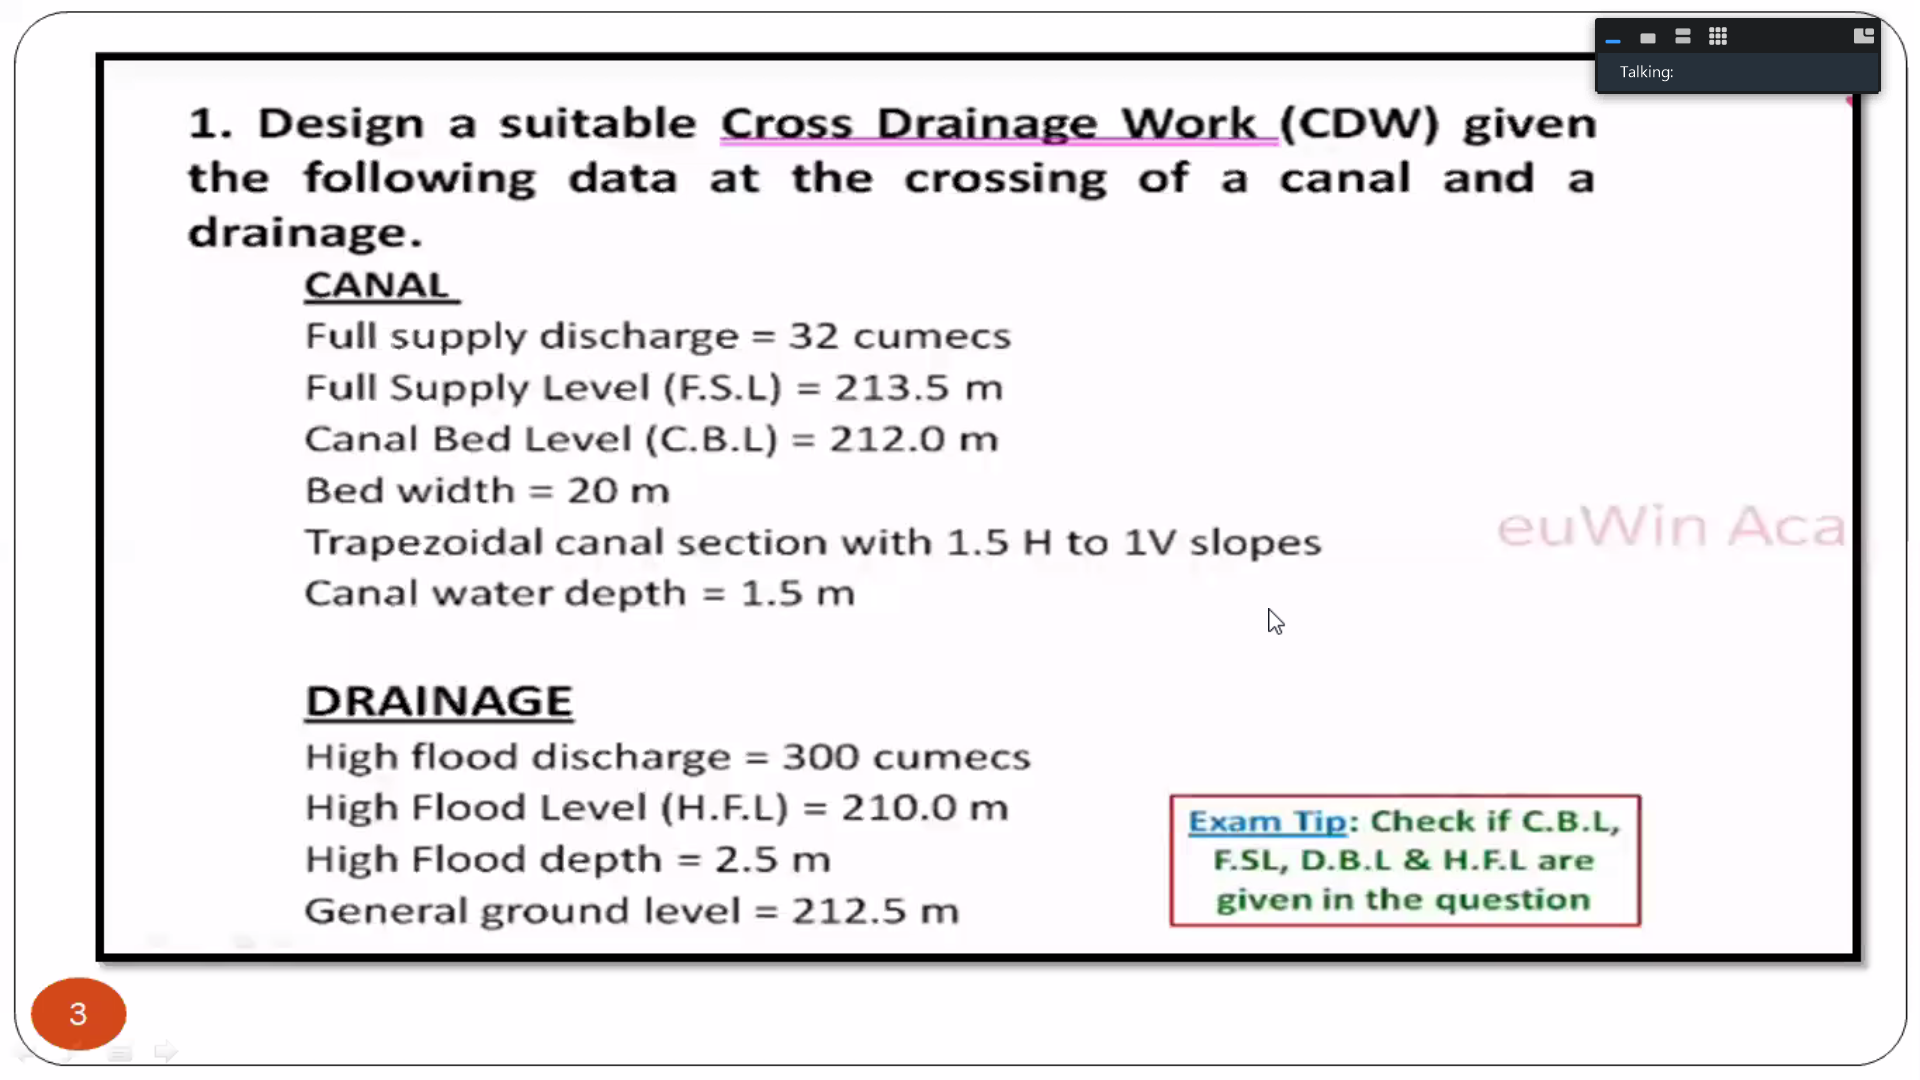 Talking:
1. Design a suitable Cross Drainage Work (CDW) given
the following data at the crossing of a canal and a
drainage.
CANAL
Full supply discharge = 32 cumecs
Full Supply Level (F.S.L) = 213.5 m
Canal Bed Level (C.B.L) = 212.0 m
Bed width = 20 m
euWin Aca
Trapezoidal canal section with 1.5 H to 1V slopes
Canal water depth = 1.5 m
DRAINAGE
High flood discharge = 300 cumecs
High Flood Level (H.F.L) = 210.0 m
High Flood depth = 2.5 m
General ground level = 212.5 m
Exam Tip: Check if C.B.L,
F.SL, D.B.L & H.F.L are
given in the question
3